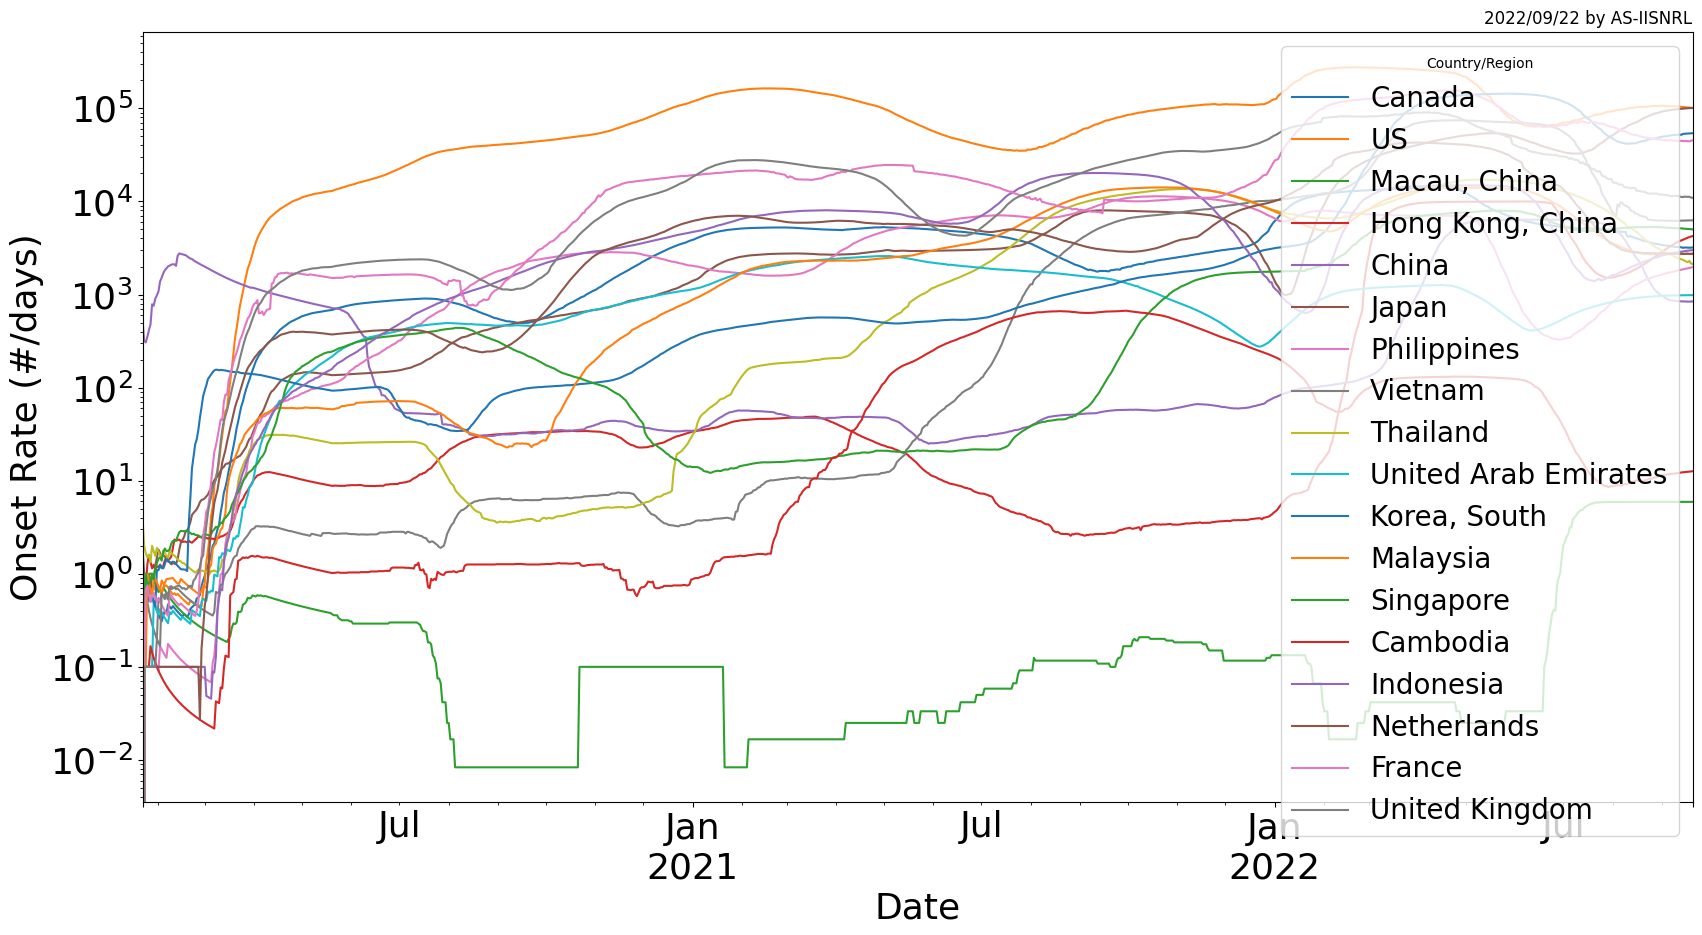 2022/09/22 by AS-IISNRL
Onset Rate (#/days)
10^5
10^4
10^3
10^2
10^1
10^0
10^−1
10^−2
Country/Region
Canada
US
Macau, China
Hong Kong, China
China
Japan
Philippines
Vietnam
Thailand
United Arab Emirates
Korea, South
Malaysia
Singapore
Cambodia
Indonesia
Netherlands
France
United Kingdom
Jul
Jan
2021
Jul
Jan
2022
Jul
Date